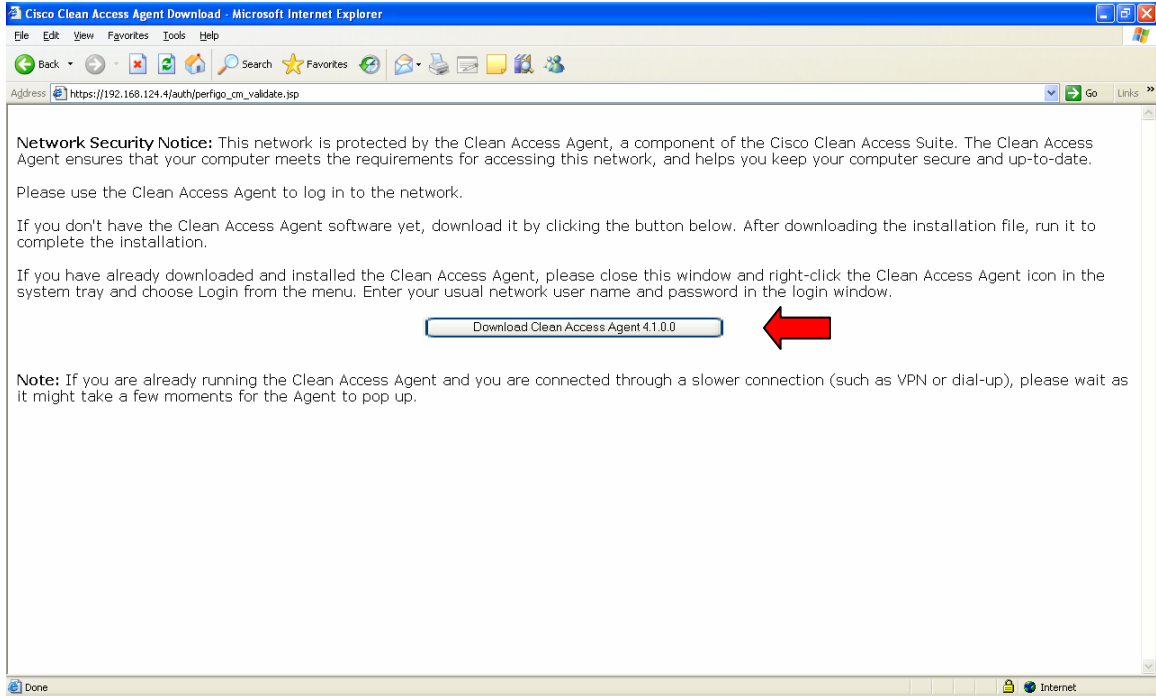 Cisco Clean Access Agent Download - Microsoft Internet Explorer
File Edit View Favorites Tools Help
Back Search Favorites
Address https://192.168.124.4/auth/perfigo_cm_validate.jsp Go Links »
Network Security Notice: This network is protected by the Clean Access Agent, a component of the Cisco Clean Access Suite. The Clean Access
Agent ensures that your computer meets the requirements for accessing this network, and helps you keep your computer secure and up-to-date.
Please use the Clean Access Agent to log in to the network.
If you don't have the Clean Access Agent software yet, download it by clicking the button below. After downloading the installation file, run it to
complete the installation.
If you have already downloaded and installed the Clean Access Agent, please close this window and right-click the Clean Access Agent icon in the
system tray and choose Login from the menu. Enter your usual network user name and password in the login window.
Download Clean Access Agent 4.1.0.0
Note: If you are already running the Clean Access Agent and you are connected through a slower connection (such as VPN or dial-up), please wait as
it might take a few moments for the Agent to pop up.
Done Internet